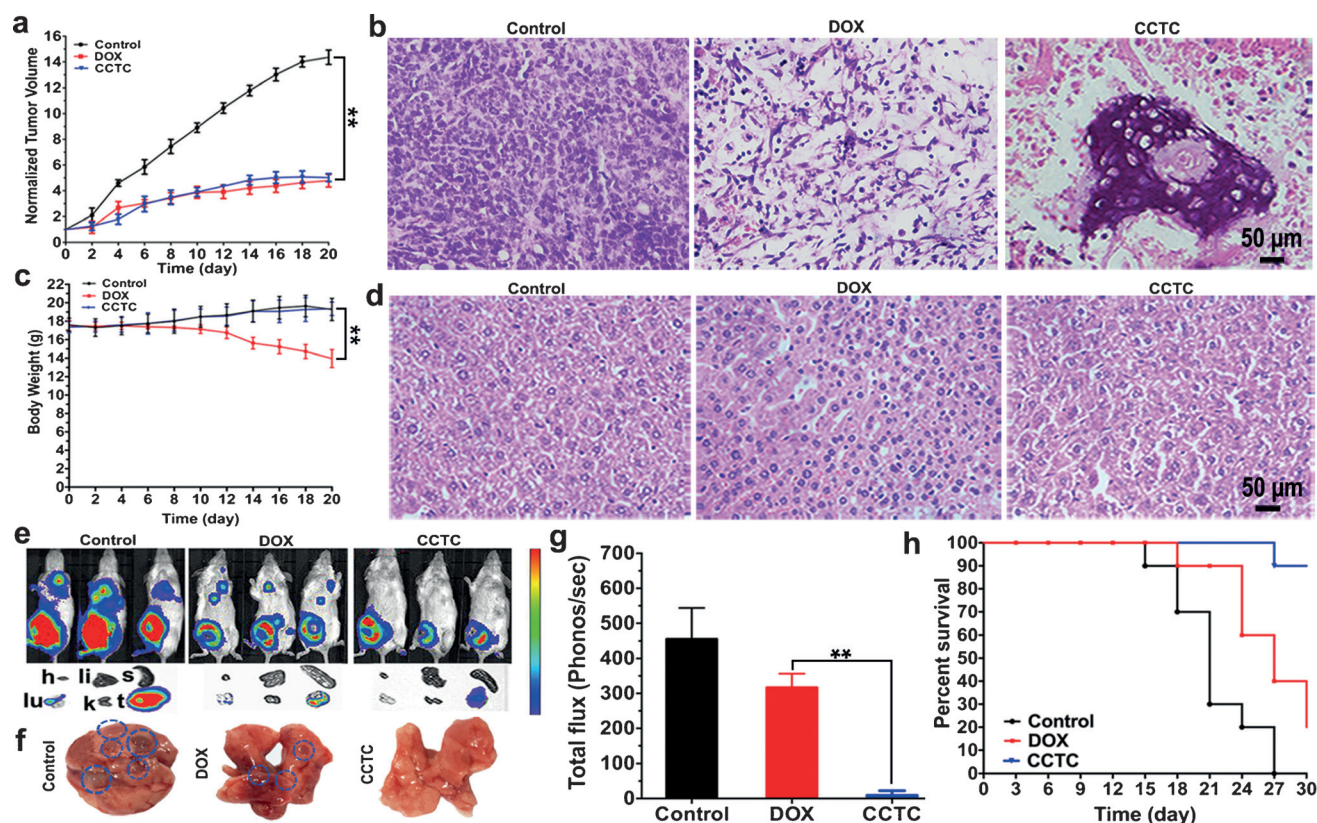 a
16
14
12
10
8
6
4
2
0
Normalized Tumor Volume
Control
DOX
CCTC
**
0 2 4 6 8 10 12 14 16 18 20
Time (day)
b
Control DOX CCTC
50 μm
c
22
20
18
16
14
12
10
8
6
4
2
0
Body Weight (g)
Control
DOX
CCTC
**
0 2 4 6 8 10 12 14 16 18 20
Time (day)
d
Control DOX CCTC
50 μm
e
Control DOX CCTC
h li s
lu k t
f
Control
DOX
CCTC
g
700
600
500
400
300
200
100
0
Total flux (Phonos/sec)
**
Control DOX CCTC
h
100
90
80
70
60
50
40
30
20
10
0
Percent survival
Control
DOX
CCTC
0 3 6 9 12 15 18 21 24 27 30
Time (day)